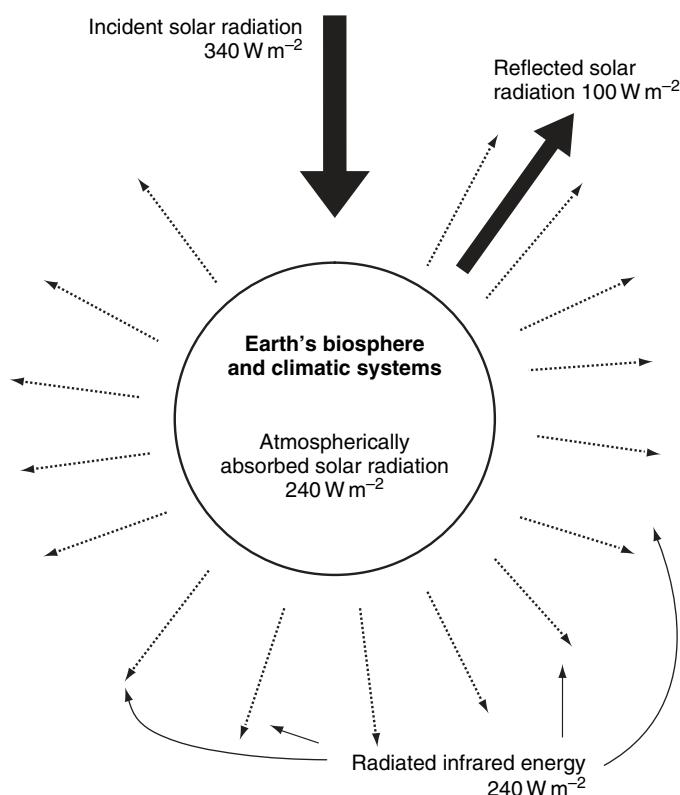 Incident solar radiation
340 W m⁻²
Reflected solar
radiation 100 W m⁻²
Earth’s biosphere
and climatic systems
Atmospherically
absorbed solar radiation
240 W m⁻²
Radiated infrared energy
240 W m⁻²